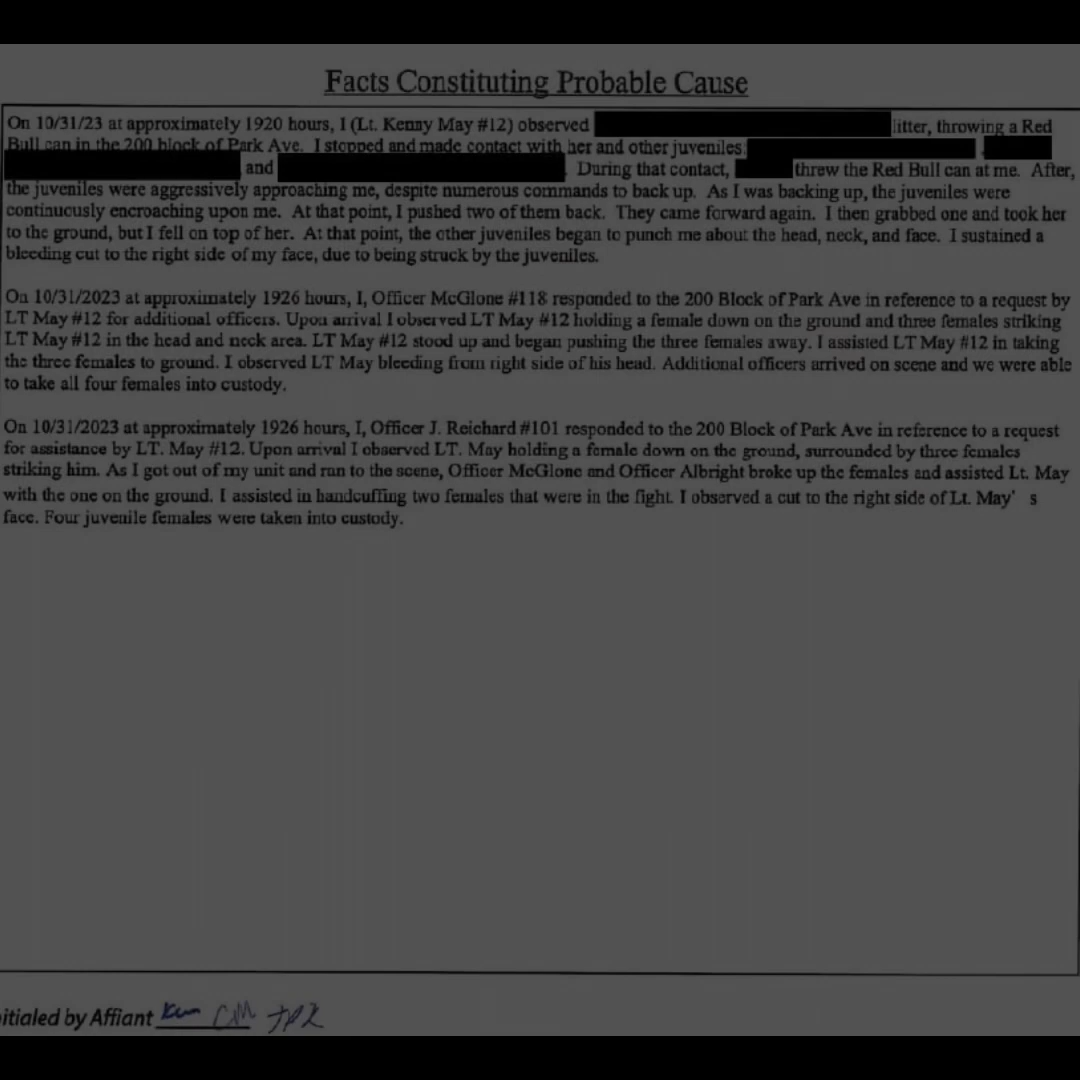 Facts Constituting Probable Cause
On 10/31/23 at approximately 1920 hours, I (Lt. Kenny May #12) observed litter, throwing a Red
Bull can in the 200 block of Park Ave. I stopped and made contact with her and other juveniles;
and During that contact, threw the Red Bull can at me. After,
the juveniles were aggressively approaching me, despite numerous commands to back up. As I was backing up, the juveniles were
continuously encroaching upon me. At that point, I pushed two of them back. They came forward again. I then grabbed one and took her
to the ground, but I fell on top of her. At that point, the other juveniles began to punch me about the head, neck, and face. I sustained a
bleeding cut to the right side of my face, due to being struck by the juveniles.
On 10/31/2023 at approximately 1926 hours, I, Officer McGlone #118 responded to the 200 Block of Park Ave in reference to a request by
LT May #12 for additional officers. Upon arrival I observed LT May #12 holding a female down on the ground and three females striking
LT May #12 in the head and neck area. LT May #12 stood up and began pushing the three females away. I assisted LT May #12 in taking
the three females to ground. I observed LT May bleeding from right side of his head. Additional officers arrived on scene and we were able
to take all four females into custody.
On 10/31/2023 at approximately 1926 hours, I, Officer J. Reichard #101 responded to the 200 Block of Park Ave in reference to a request
for assistance by LT. May #12. Upon arrival I observed LT. May holding a female down on the ground, surrounded by three females
striking him. As I got out of my unit and ran to the scene, Officer McGlone and Officer Albright broke up the females and assisted Lt. May
with the one on the ground. I assisted in handcuffing two females that were in the fight. I observed a cut to the right side of Lt. May' s
face. Four juvenile females were taken into custody.
itialed by Affiant CM JPR